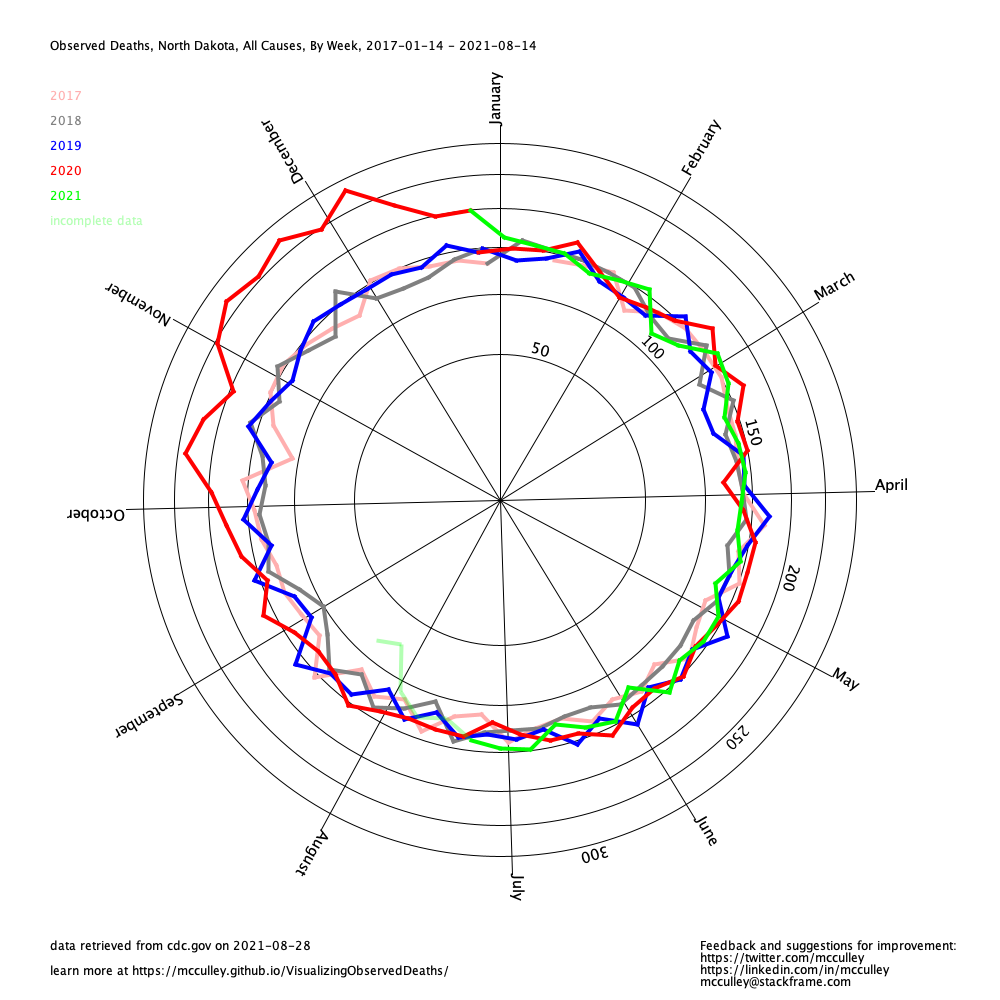 Observed Deaths, North Dakota, All Causes, By Week, 2017-01-14 - 2021-08-14
2017
2018
2019
2020
2021
incomplete data
January
February
March
April
May
June
July
August
September
October
November
December
50
100
150
200
250
300
data retrieved from cdc.gov on 2021-08-28
learn more at https://mcculley.github.io/VisualizingObservedDeaths/
Feedback and suggestions for improvement:
https://twitter.com/mcculley
https://linkedin.com/in/mcculley
mcculley@stackframe.com